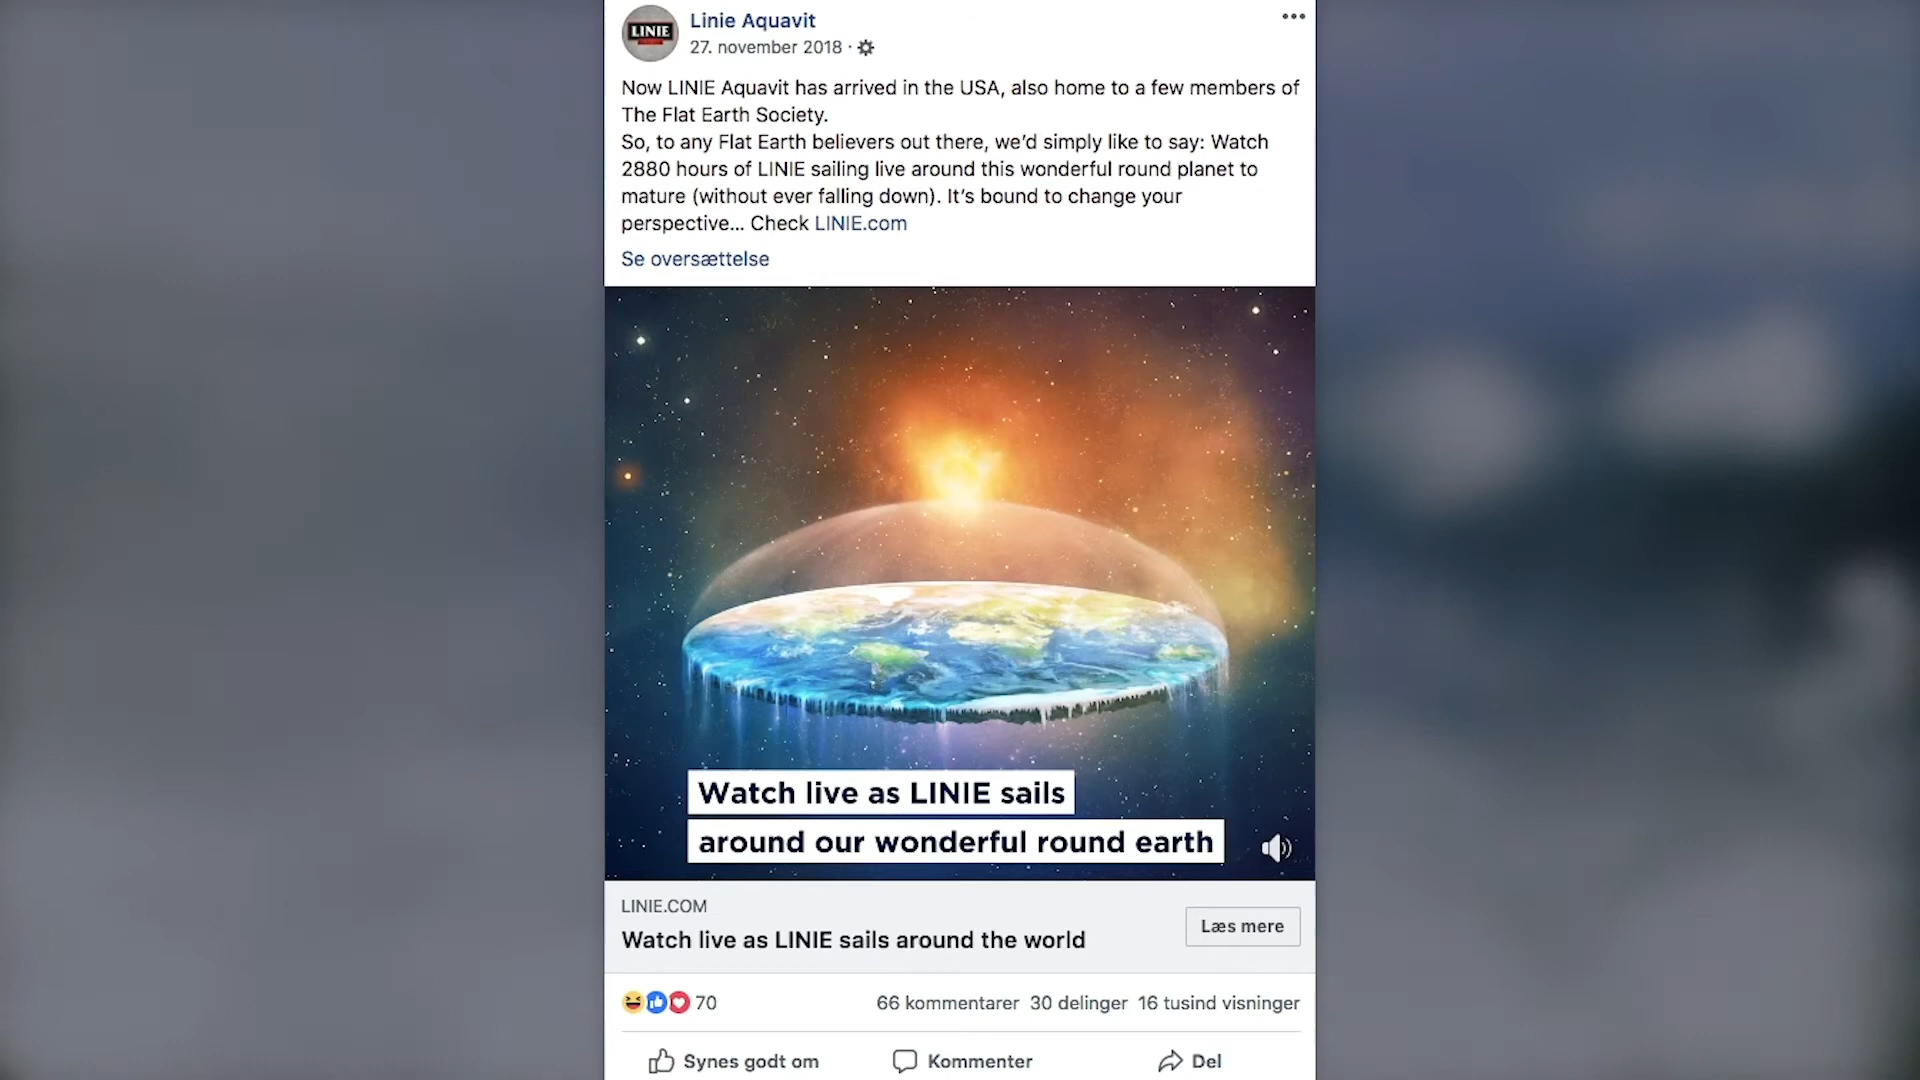 LINIE
Linie Aquavit
27. november 2018 ·
Now LINIE Aquavit has arrived in the USA, also home to a few members of
The Flat Earth Society.
So, to any Flat Earth believers out there, we’d simply like to say: Watch
2880 hours of LINIE sailing live around this wonderful round planet to
mature (without ever falling down). It’s bound to change your
perspective... Check LINIE.com
Se oversættelse
Watch live as LINIE sails
around our wonderful round earth
LINIE.COM
Watch live as LINIE sails around the world
Læs mere
70
66 kommentarer 30 delinger 16 tusind visninger
Synes godt om Kommenter Del